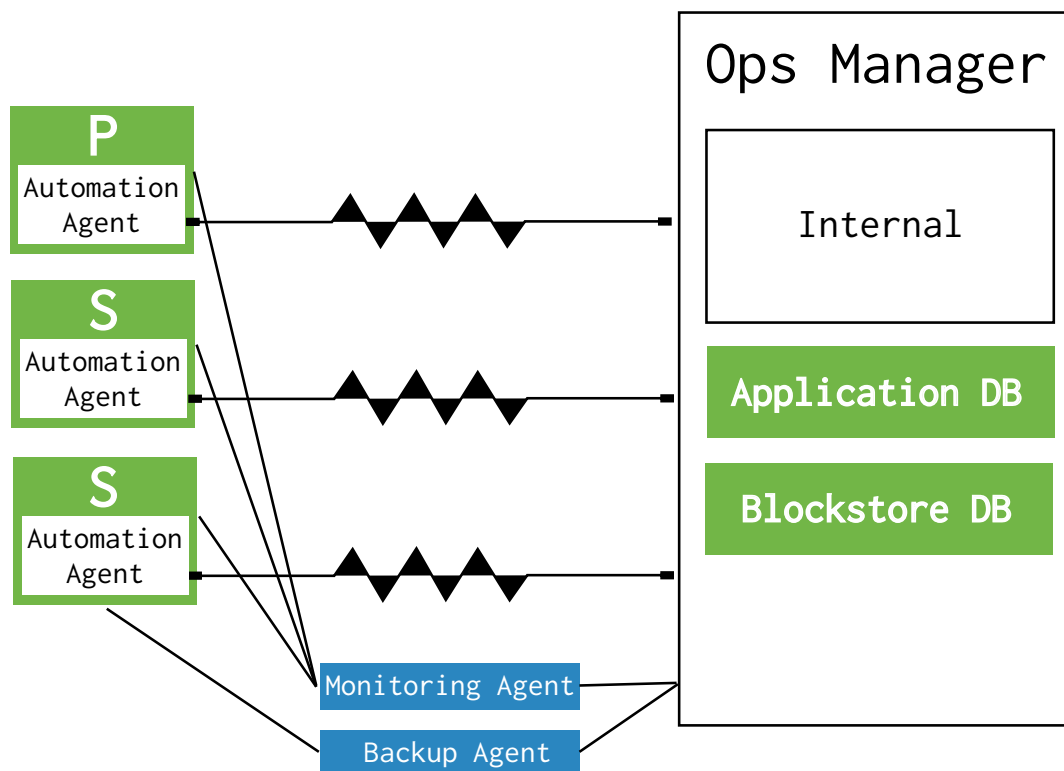 Ops Manager
P
Automation
Agent
Internal
S
Automation
Agent
Application DB
S
Automation
Agent
Blockstore DB
Monitoring Agent
Backup Agent